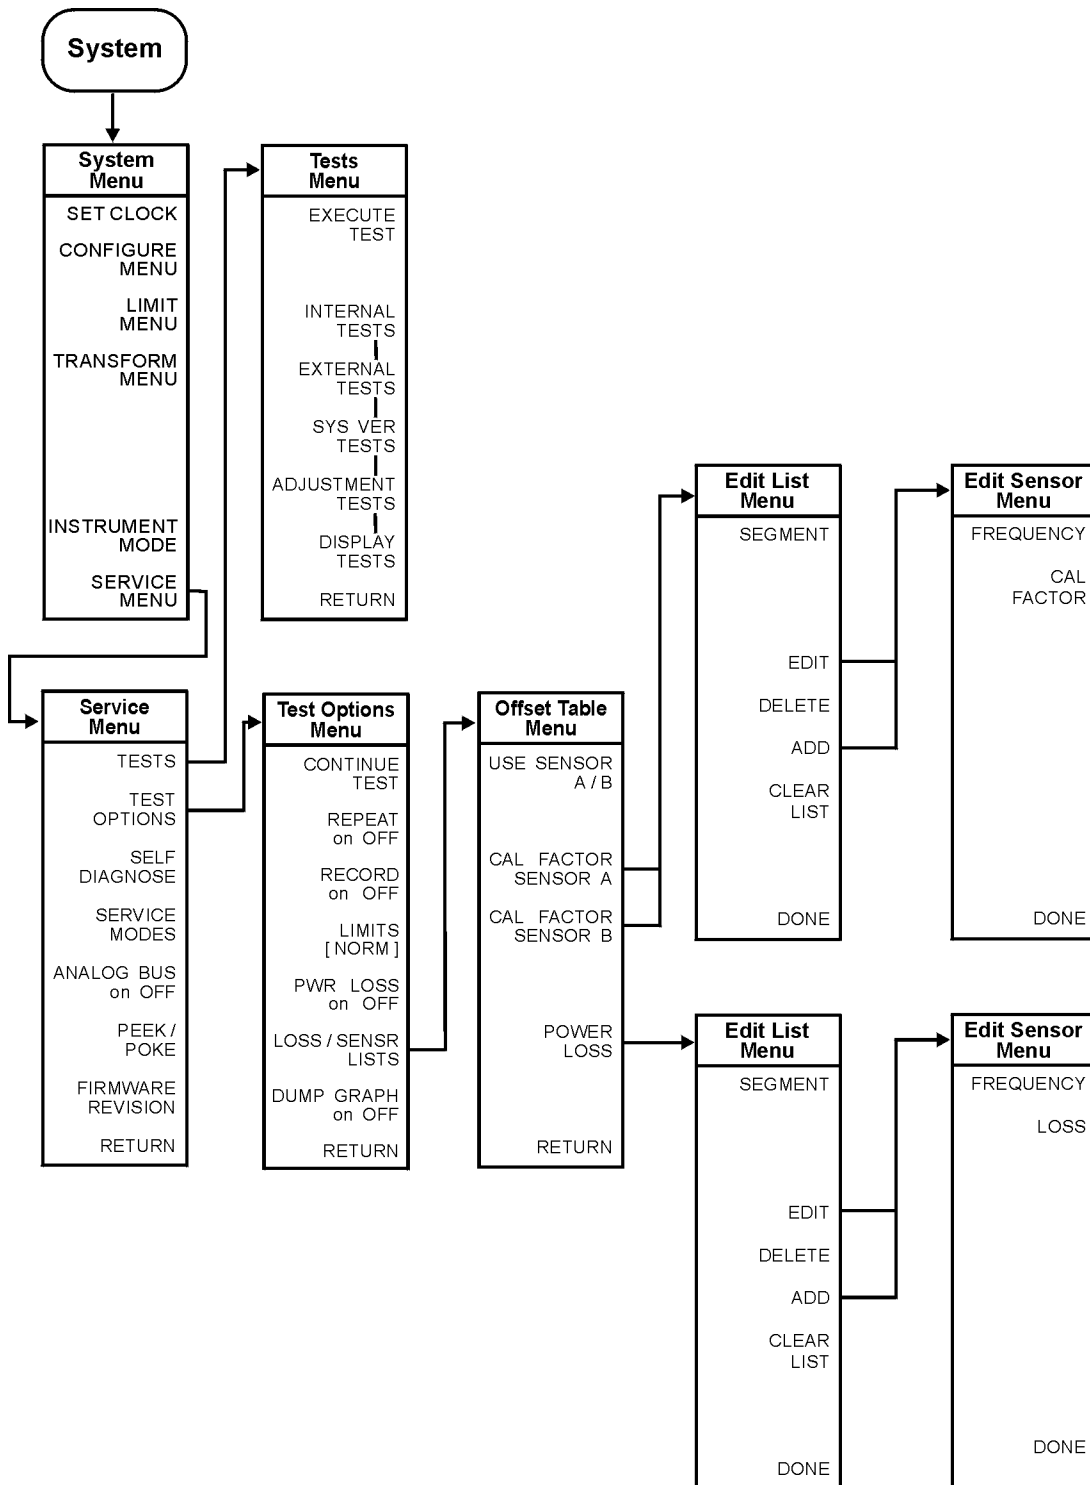 System
System
Menu
SET CLOCK
CONFIGURE
MENU
LIMIT
MENU
TRANSFORM
MENU
INSTRUMENT
MODE
SERVICE
MENU
Tests
Menu
EXECUTE
TEST
INTERNAL
TESTS
EXTERNAL
TESTS
SYS VER
TESTS
ADJUSTMENT
TESTS
DISPLAY
TESTS
RETURN
Service
Menu
TESTS
TEST
OPTIONS
SELF
DIAGNOSE
SERVICE
MODES
ANALOG BUS
on OFF
PEEK /
POKE
FIRMWARE
REVISION
RETURN
Test Options
Menu
CONTINUE
TEST
REPEAT
on OFF
RECORD
on OFF
LIMITS
[ NORM ]
PWR LOSS
on OFF
LOSS / SENSR
LISTS
DUMP GRAPH
on OFF
RETURN
Offset Table
Menu
USE SENSOR
A / B
CAL FACTOR
SENSOR A
CAL FACTOR
SENSOR B
POWER
LOSS
RETURN
Edit List
Menu
SEGMENT
EDIT
DELETE
ADD
CLEAR
LIST
DONE
Edit Sensor
Menu
FREQUENCY
CAL
FACTOR
DONE
Edit List
Menu
SEGMENT
EDIT
DELETE
ADD
CLEAR
LIST
DONE
Edit Sensor
Menu
FREQUENCY
LOSS
DONE